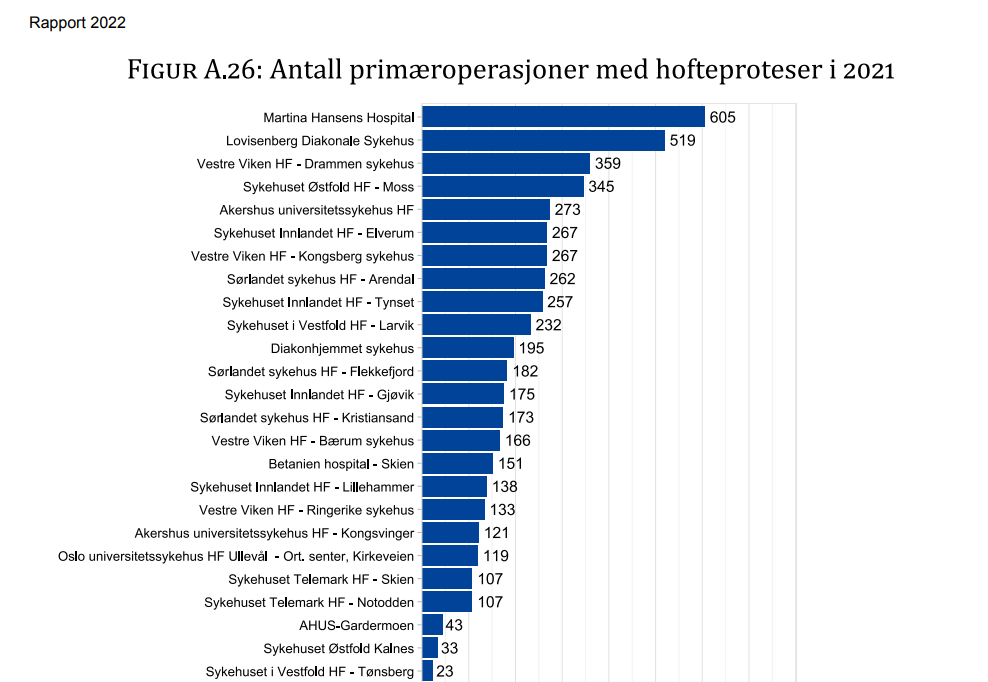 Rapport 2022
FIGUR A.26: Antall primæroperasjoner med hofteproteser i 2021
Martina Hansens Hospital 605
Lovisenberg Diakonale Sykehus 519
Vestre Viken HF - Drammen sykehus 359
Sykehuset Østfold HF - Moss 345
Akershus universitetssykehus HF 273
Sykehuset Innlandet HF - Elverum 267
Vestre Viken HF - Kongsberg sykehus 267
Sørlandet sykehus HF - Arendal 262
Sykehuset Innlandet HF - Tynset 257
Sykehuset i Vestfold HF - Larvik 232
Diakonhjemmet sykehus 195
Sørlandet sykehus HF - Flekkefjord 182
Sykehuset Innlandet HF - Gjøvik 175
Sørlandet sykehus HF - Kristiansand 173
Vestre Viken HF - Bærum sykehus 166
Betanien hospital - Skien 151
Sykehuset Innlandet HF - Lillehammer 138
Vestre Viken HF - Ringerike sykehus 133
Akershus universitetssykehus HF - Kongsvinger 121
Oslo universitetssykehus HF Ullevål - Ort. senter, Kirkeveien 119
Sykehuset Telemark HF - Skien 107
Sykehuset Telemark HF - Notodden 107
AHUS-Gardermoen 43
Sykehuset Østfold Kalnes 33
Sykehuset i Vestfold HF - Tønsberg 23